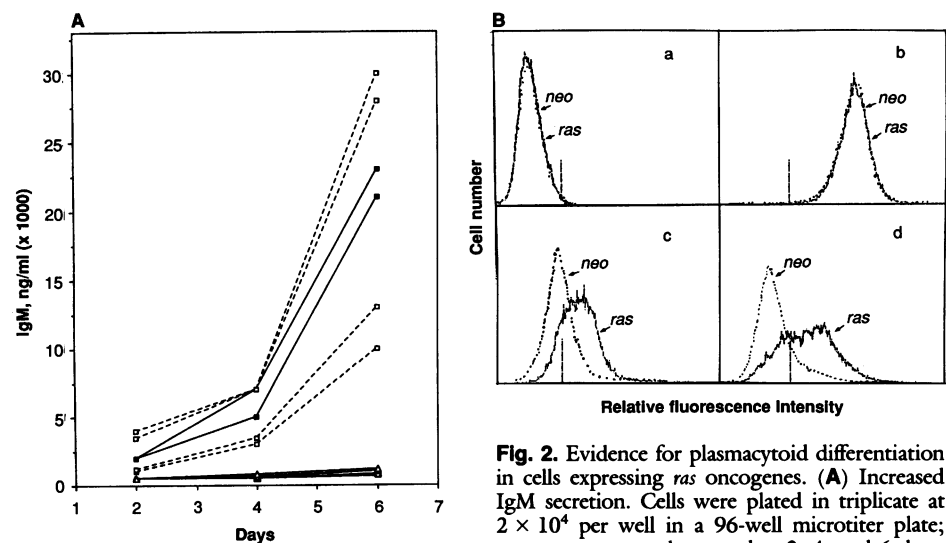 A
B
IgM, ng/ml (x 1000)
30
25
20
15
10
5
0
1 2 3 4 5 6 7
Days
Cell number
a
neo
ras
b
neo
ras
c
neo
ras
d
neo
ras
Relative fluorescence intensity
Fig. 2. Evidence for plasmacytoid differentiation
in cells expressing ras oncogenes. (A) Increased
IgM secretion. Cells were plated in triplicate at
2 × 10⁴ per well in a 96-well microtiter plate;